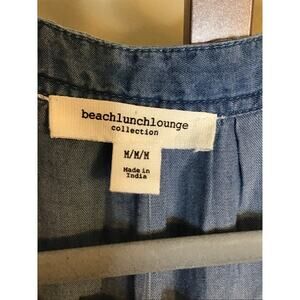 beachlunchlounge
collection
M/M/M
Made in
India